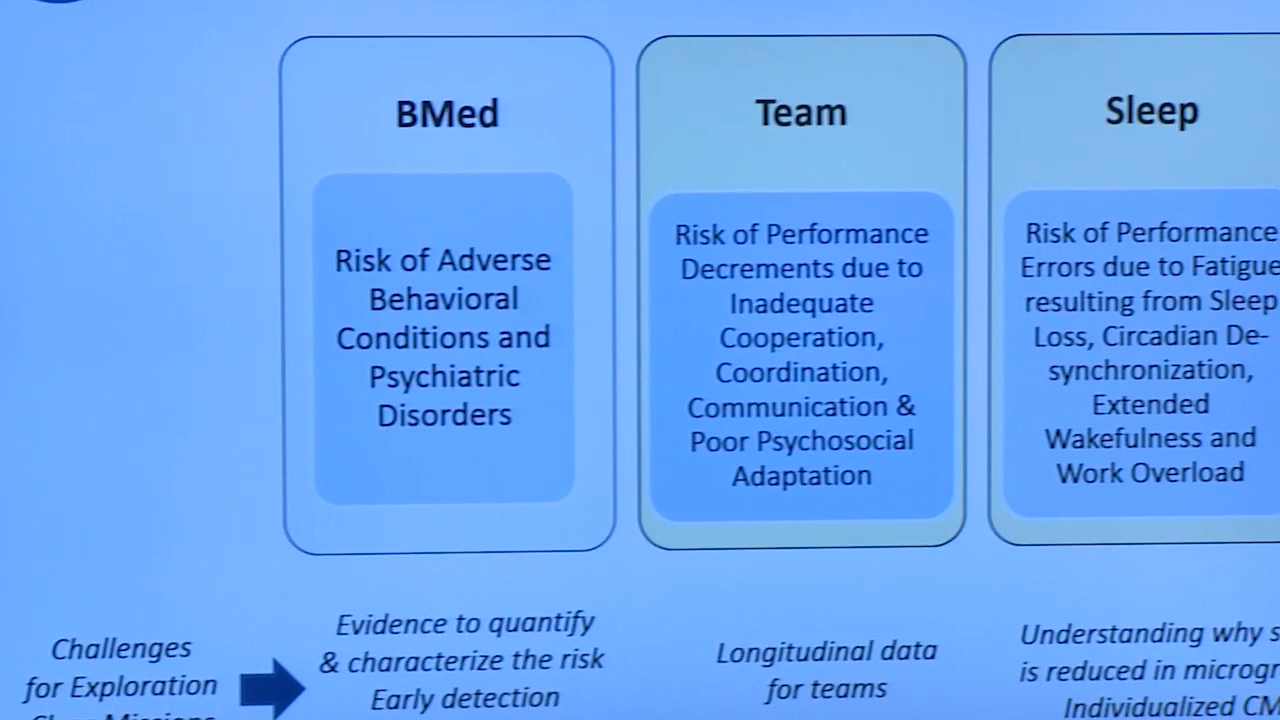 BMed
Risk of Adverse
Behavioral
Conditions and
Psychiatric
Disorders
Team
Risk of Performance
Decrements due to
Inadequate
Cooperation,
Coordination,
Communication &
Poor Psychosocial
Adaptation
Sleep
Risk of Performance
Errors due to Fatigue
resulting from Sleep
Loss, Circadian De-
synchronization,
Extended
Wakefulness and
Work Overload
Challenges
for Exploration
Evidence to quantify
& characterize the risk
Early detection
Longitudinal data
for teams
Understanding why
is reduced in
Individualized